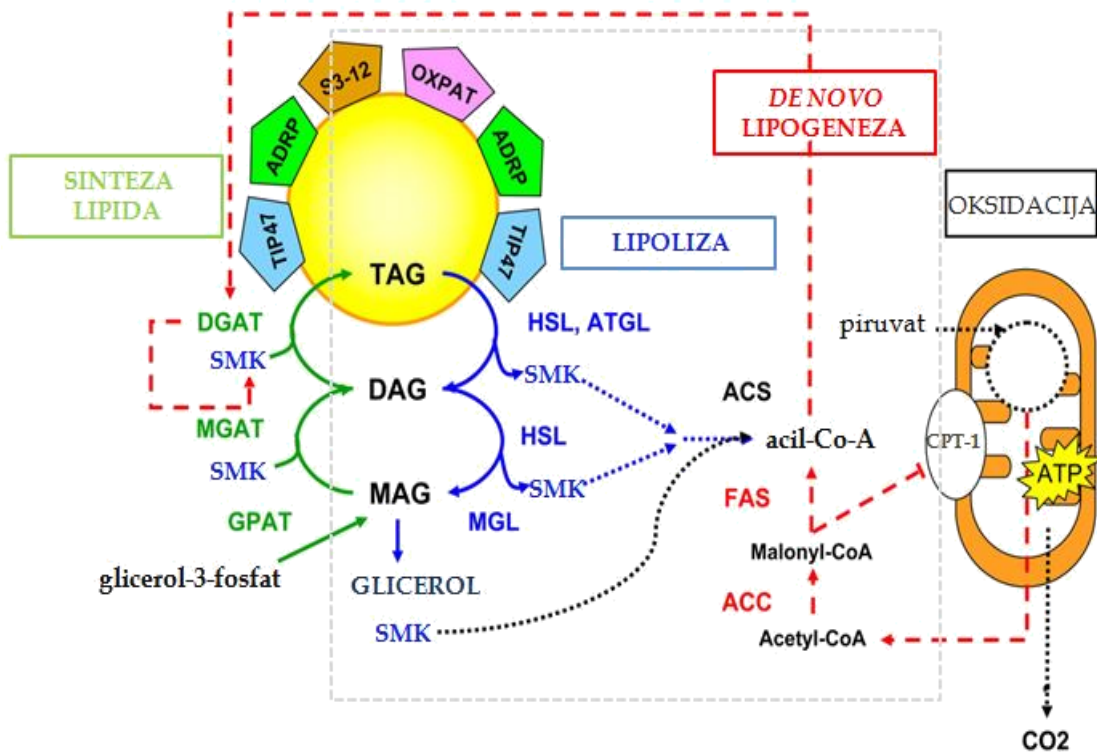 S3-12
OXPAT
ADRP
ADRP
TIP47
TIP47
DE NOVO
LIPOGENEZA
SINTEZA
LIPIDA
OKSIDACIJA
LIPOLIZA
TAG
DGAT
SMK
HSL, ATGL
SMK
piruvat
DAG
ACS
MGAT
SMK
HSL
SMK
acil-Co-A
CPT-1
ATP
MAG
GPAT
MGL
FAS
glicerol-3-fosfat
GLICEROL
SMK
Malonyl-CoA
ACC
Acetyl-CoA
CO2